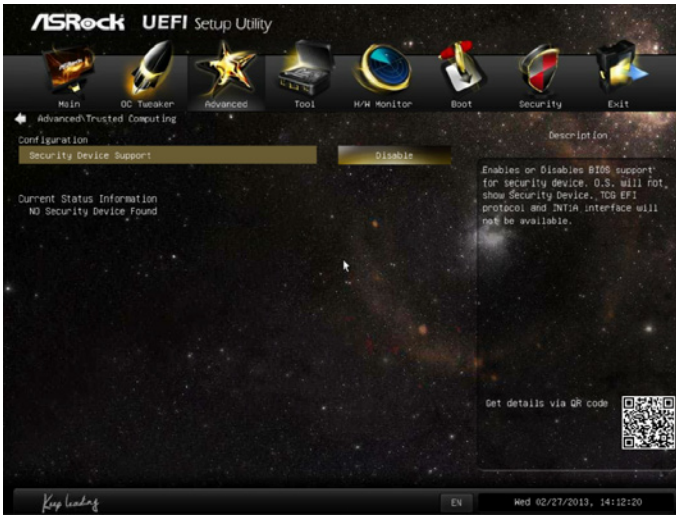 ASRock UEFI Setup Utility
Main OC Tweaker Advanced Tool H/W Monitor Boot Security Exit
Advanced\Trusted Computing
Description
Configuration
Security Device Support Disable
Enables or Disables BIOS support
for security device. O.S. will not
show Security Device. TCG EFI
protocol and INT1A interface will
not be available.
Current Status Information
NO Security Device Found
Get details via QR code
Keep Leading
EN Wed 02/27/2013, 14:12:20